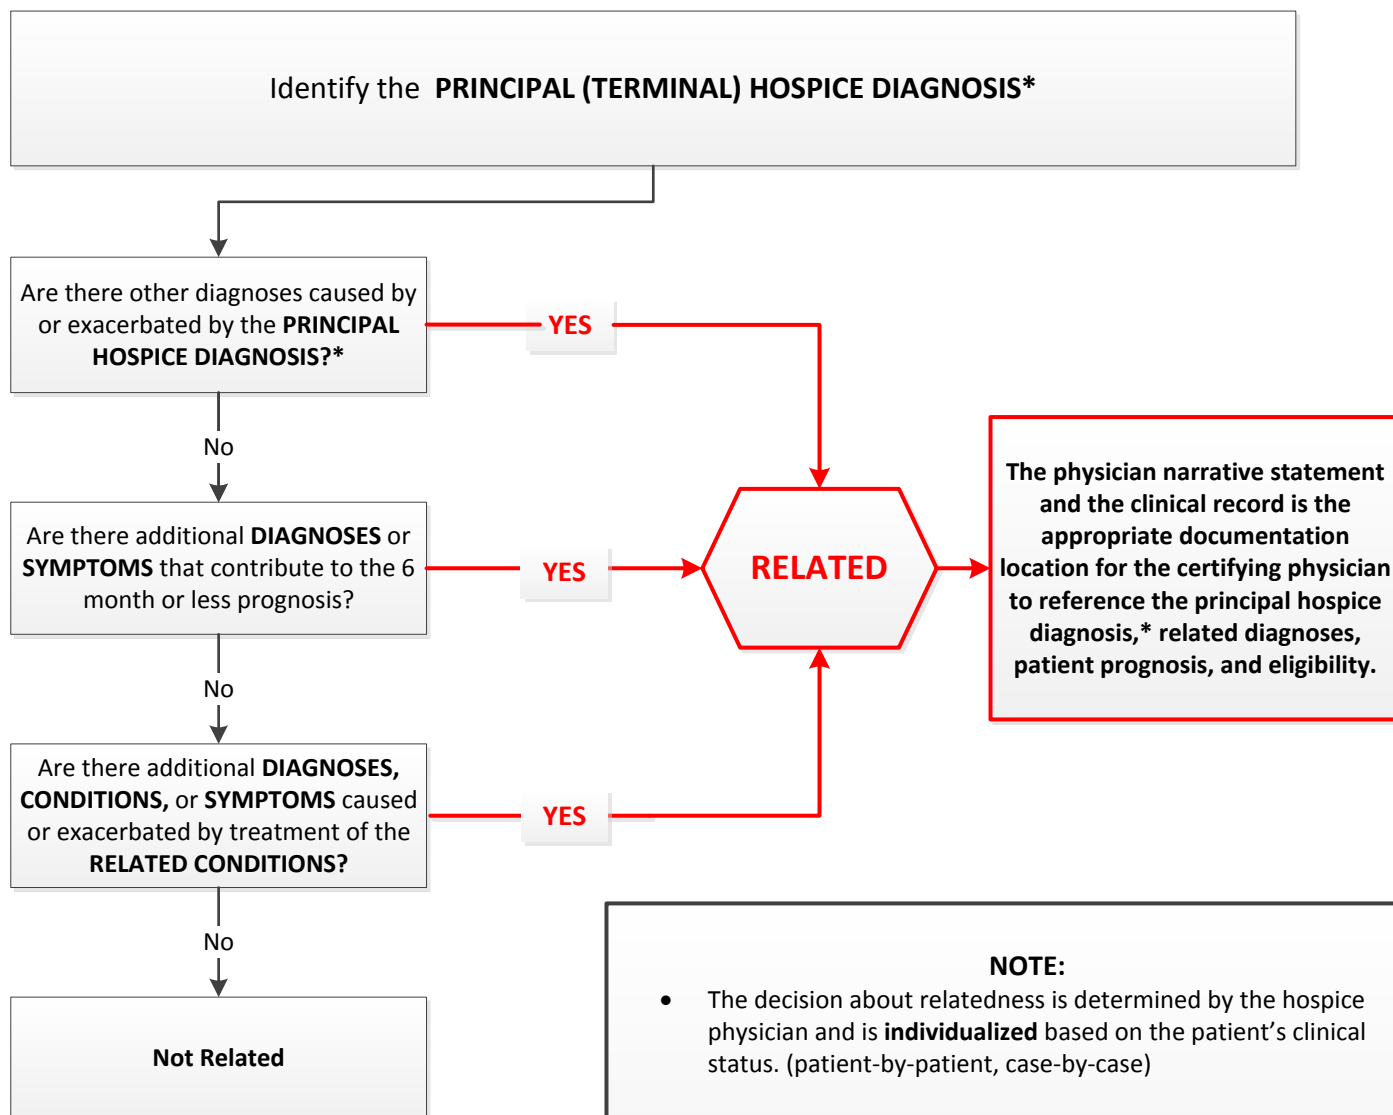 Identify the PRINCIPAL (TERMINAL) HOSPICE DIAGNOSIS*
Are there other diagnoses caused by
or exacerbated by the PRINCIPAL
HOSPICE DIAGNOSIS?*
YES
No
Are there additional DIAGNOSES or
SYMPTOMS that contribute to the 6
month or less prognosis?
YES
RELATED
The physician narrative statement
and the clinical record is the
appropriate documentation
location for the certifying physician
to reference the principal hospice
diagnosis,* related diagnoses,
patient prognosis, and eligibility.
No
Are there additional DIAGNOSES,
CONDITIONS, or SYMPTOMS caused
or exacerbated by treatment of the
RELATED CONDITIONS?
YES
No
Not Related
NOTE:
• The decision about relatedness is determined by the hospice
physician and is individualized based on the patient’s clinical
status. (patient-by-patient, case-by-case)